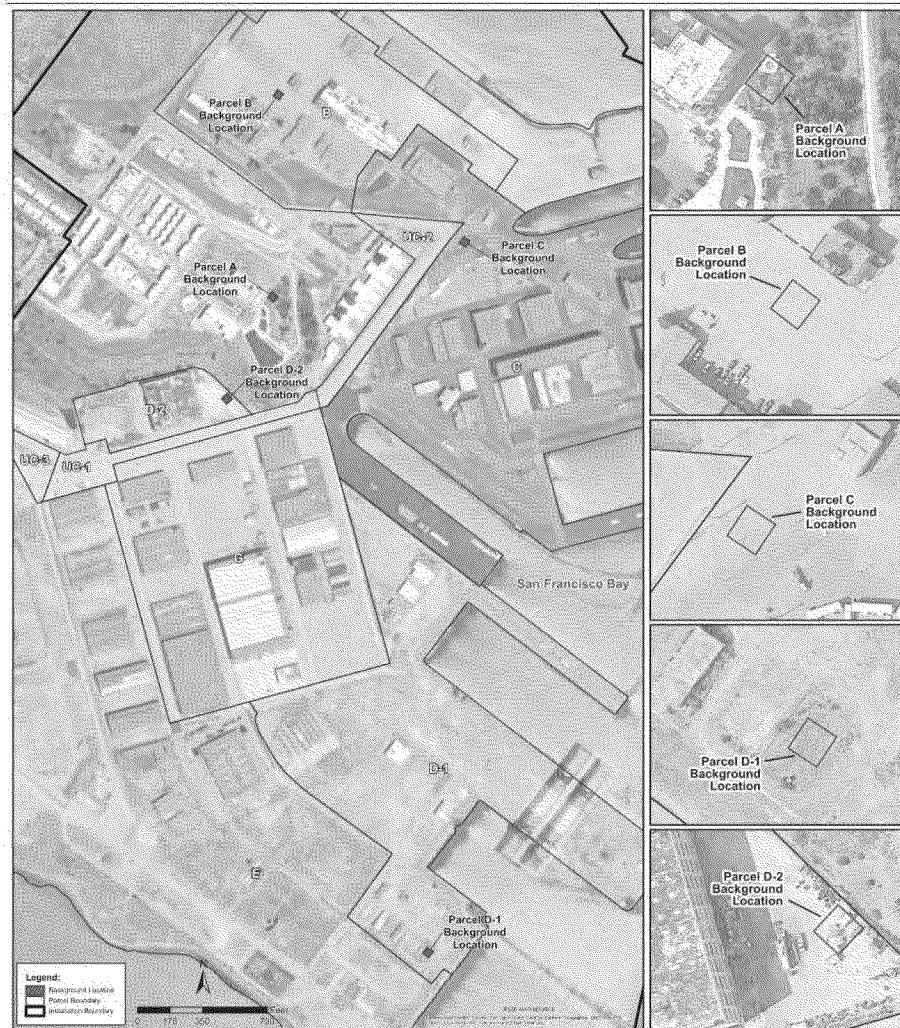 Parcel B
Background
Location
B
UC-2
Parcel C
Background
Location
Parcel A
Background
Location
Parcel D-2
Background
Location
C
D-2
UC-3
UC-1
G
San Francisco Bay
D-1
E
Parcel D-1
Background
Location
Legend:
Background Location
Parcel Boundary
Installation Boundary
Feet
Parcel A
Background
Location
Parcel B
Background
Location
Parcel C
Background
Location
Parcel D-1
Background
Location
Parcel D-2
Background
Location